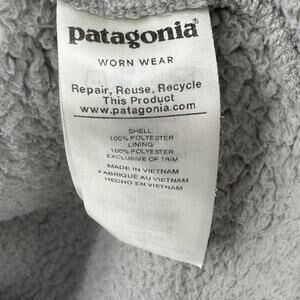 patagonia®
WORN WEAR
Repair, Reuse, Recycle
This Product
www.patagonia.com
SHELL:
100% POLYESTER
LINING:
100% POLYESTER
EXCLUSIVE OF TRIM
MADE IN VIETNAM
FABRIQUÉ AU VIETNAM
HECHO EN VIETNAM